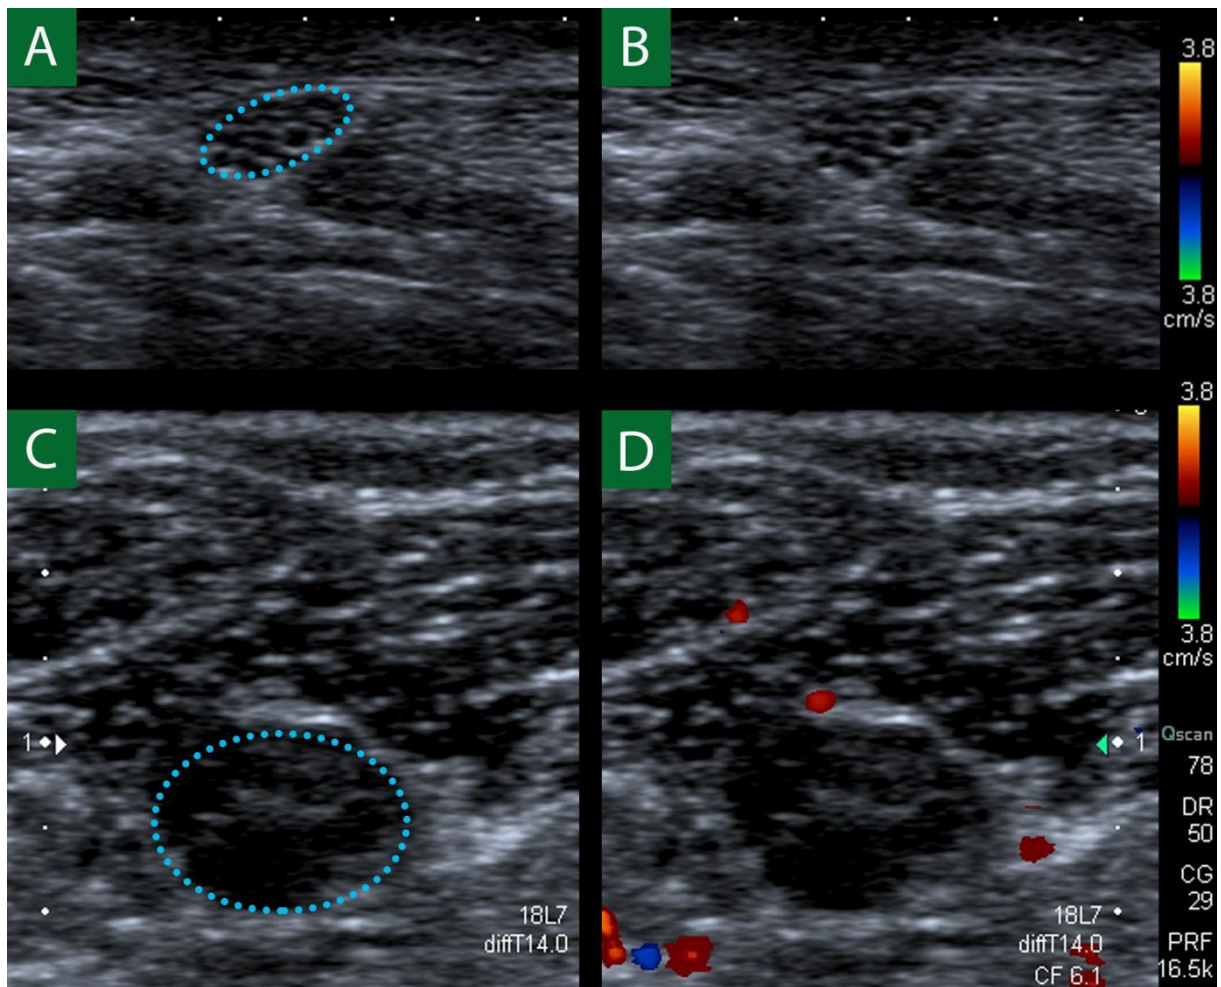 A
B
3.8
3.8
cm/s
C
D
3.8
3.8
cm/s
1
1
Qscan
78
DR
50
CG
29
PRF
16.5k
18L7
diffT14.0
18L7
diffT14.0
CF 6.1